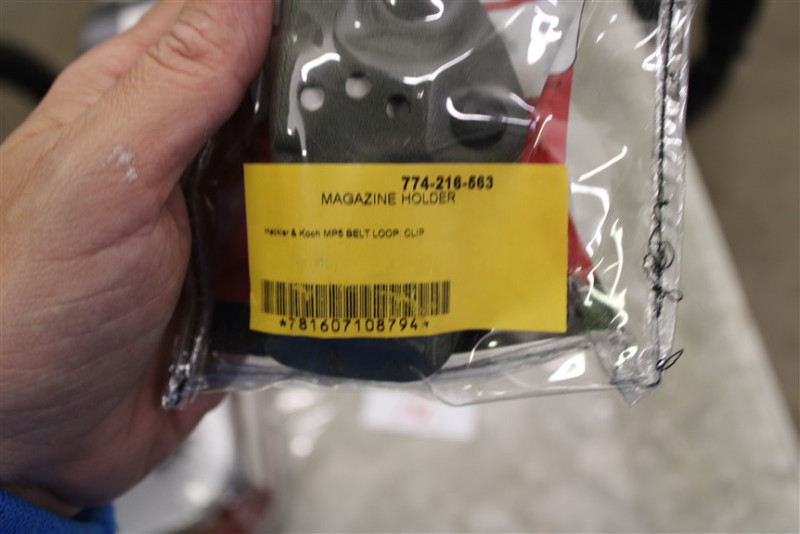 774-216-563
MAGAZINE HOLDER
Heckler & Koch MP5 BELT LOOP: CLIP
*781607108794*